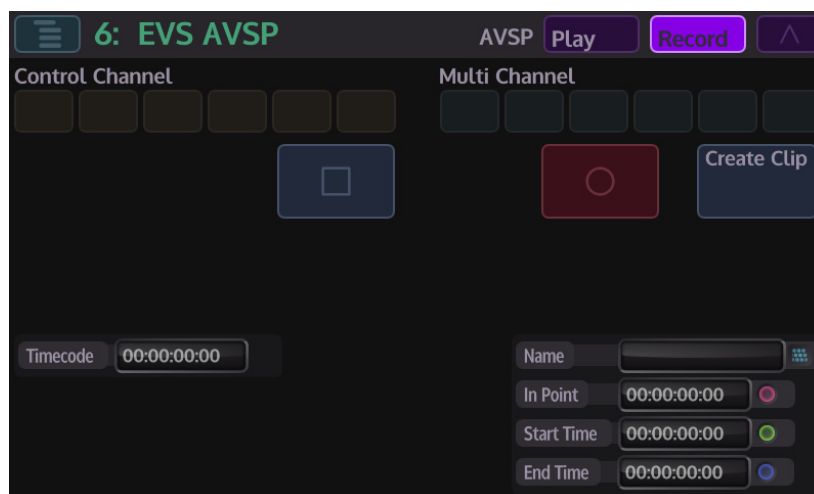 6: EVS AVSP
AVSP Play Record
Control Channel
Multi Channel
Create Clip
Timecode 00:00:00:00
Name
In Point 00:00:00:00
Start Time 00:00:00:00
End Time 00:00:00:00